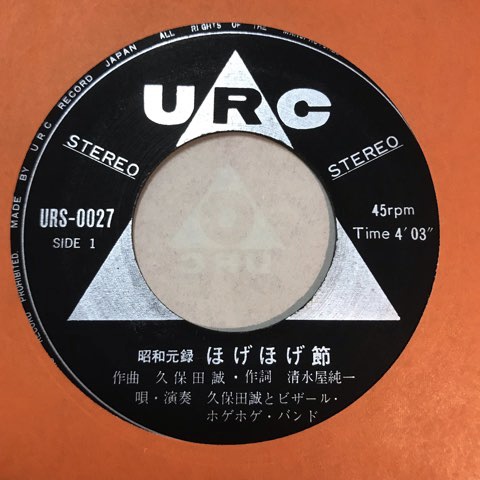 ALL RIGHTS OF THE
RECORD PROHIBITED MADE BY U R C RECORD JAPAN
URC
STEREO
STEREO
URS-0027
SIDE 1
45rpm
Time 4'03"
昭和元録 ほげほげ節
作曲 久保田誠・作詞 清水屋純一
唄・演奏 久保田誠とビザール・
ホゲホゲ・バンド